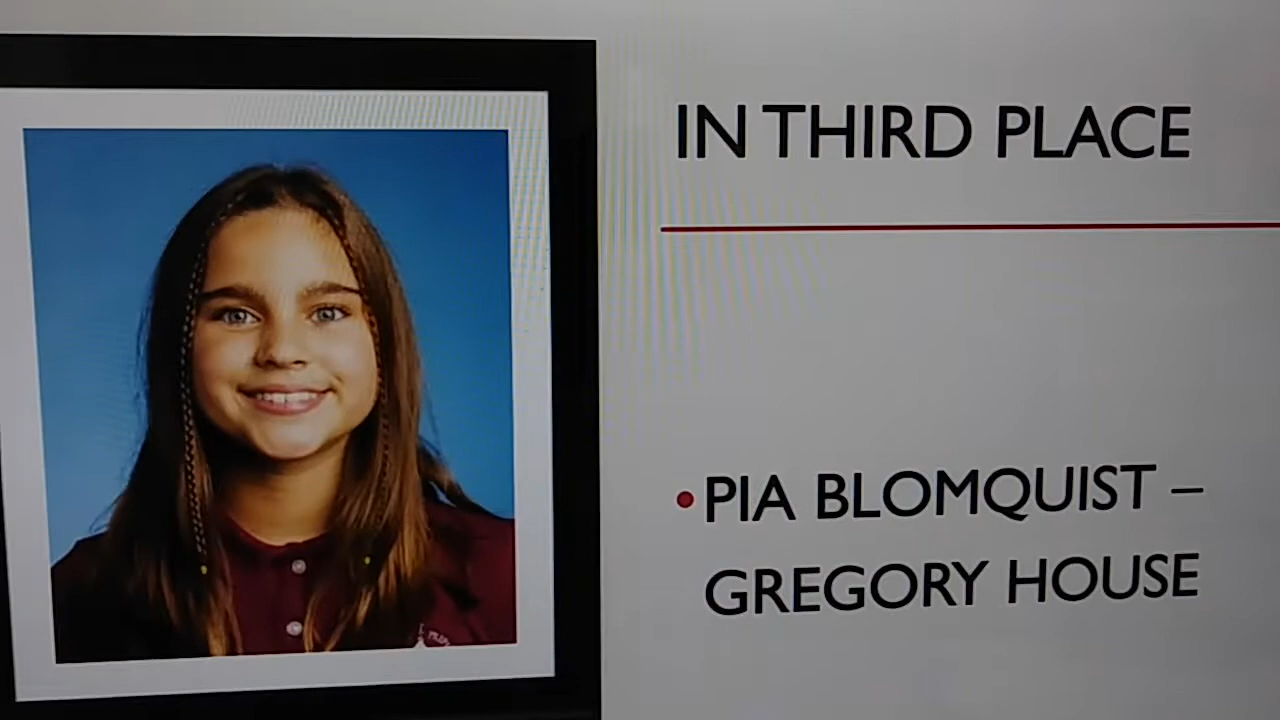 IN THIRD PLACE
• PIA BLOMQUIST –
GREGORY HOUSE